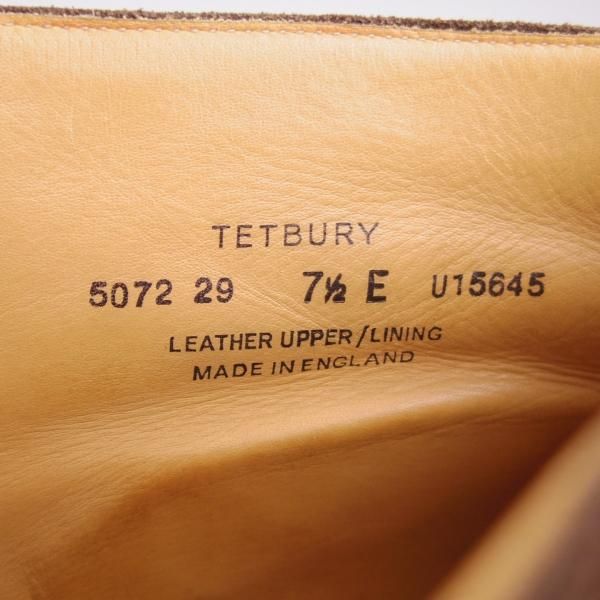 TETBURY
5072 29 7½ E U15645
LEATHER UPPER/LINING
MADE IN ENGLAND